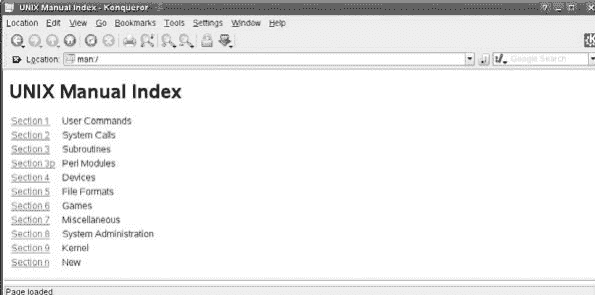 UNIX Manual Index - Konqueror
Location Edit View Go Bookmarks Tools Settings Window Help
Location: man:/ Google Search
UNIX Manual Index
Section 1 User Commands
Section 2 System Calls
Section 3 Subroutines
Section 3p Perl Modules
Section 4 Devices
Section 5 File Formats
Section 6 Games
Section 7 Miscellaneous
Section 8 System Administration
Section 9 Kernel
Section n New
Page loaded.